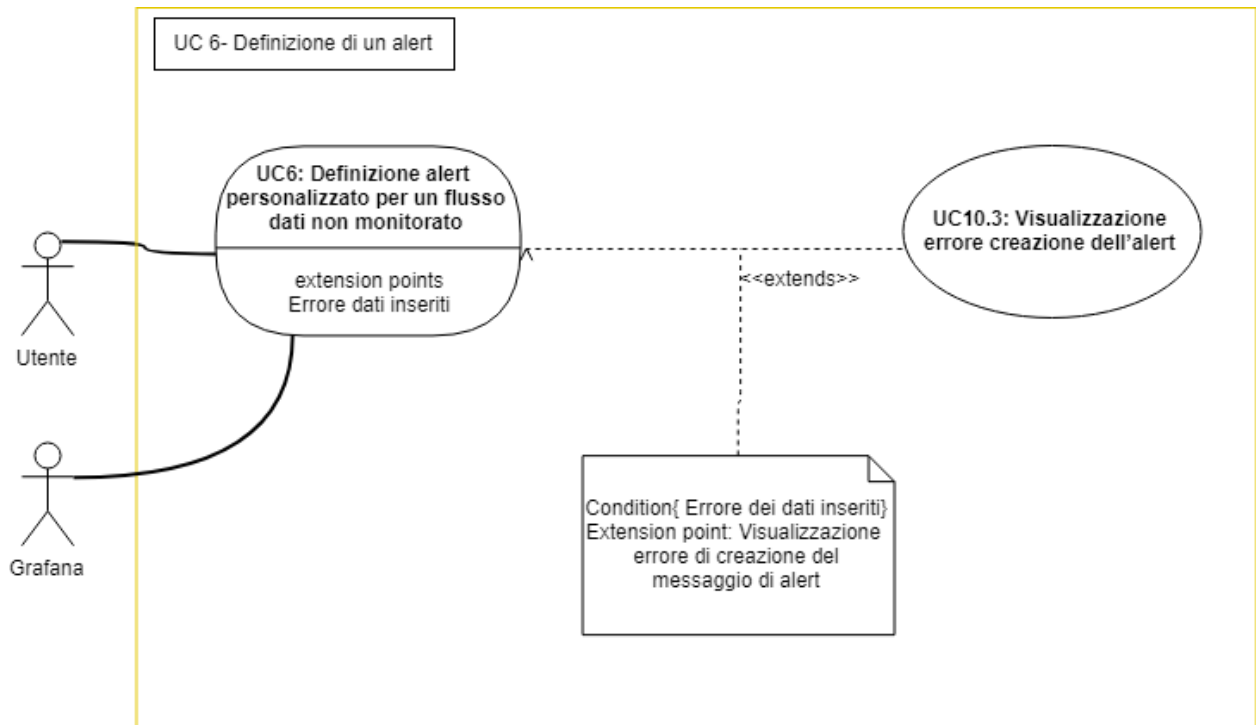 UC 6- Definizione di un alert
UC6: Definizione alert
personalizzato per un flusso
dati non monitorato
extension points
Errore dati inseriti
UC10.3: Visualizzazione
errore creazione dell'alert
<<extends>>
Utente
Grafana
Condition{ Errore dei dati inseriti}
Extension point: Visualizzazione
errore di creazione del
messaggio di alert